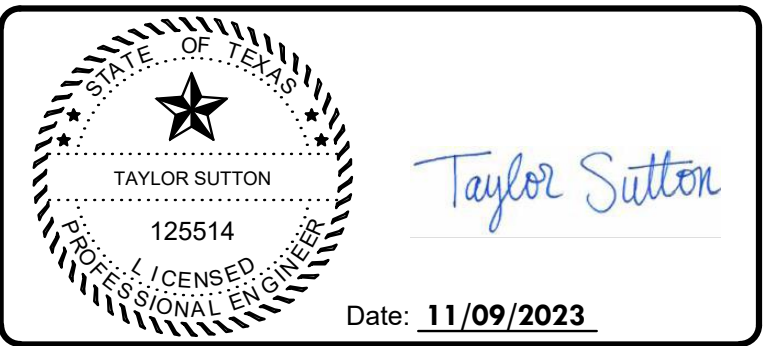 STATE OF TEXAS
TAYLOR SUTTON
125514
LICENSED
PROFESSIONAL ENGINEER
Taylor Sutton
Date: 11/09/2023